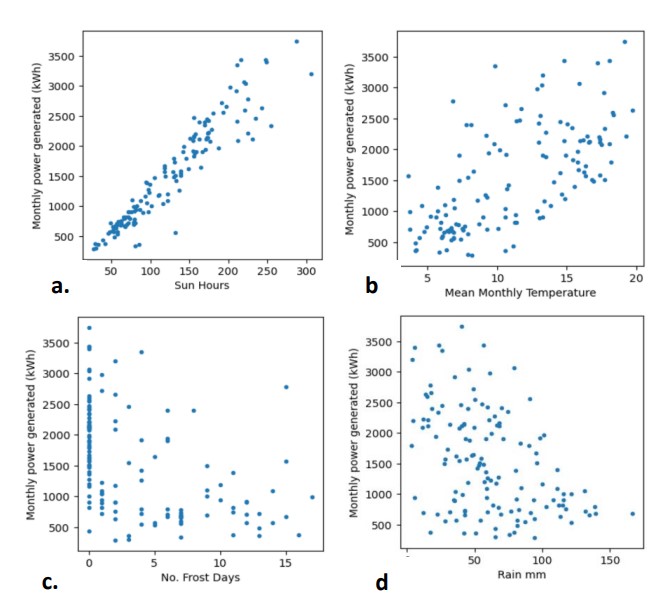 Monthly power generated (kWh)
3500
3000
2500
2000
1500
1000
500
50 100 150 200 250 300
a. Sun Hours
Monthly power generated (kWh)
3500
3000
2500
2000
1500
1000
500
5 10 15 20
b Mean Monthly Temperature
Monthly power generated (kWh)
3500
3000
2500
2000
1500
1000
500
0 5 10 15
c. No. Frost Days
Monthly power generated (kWh)
3500
3000
2500
2000
1500
1000
500
50 100 150
d Rain mm